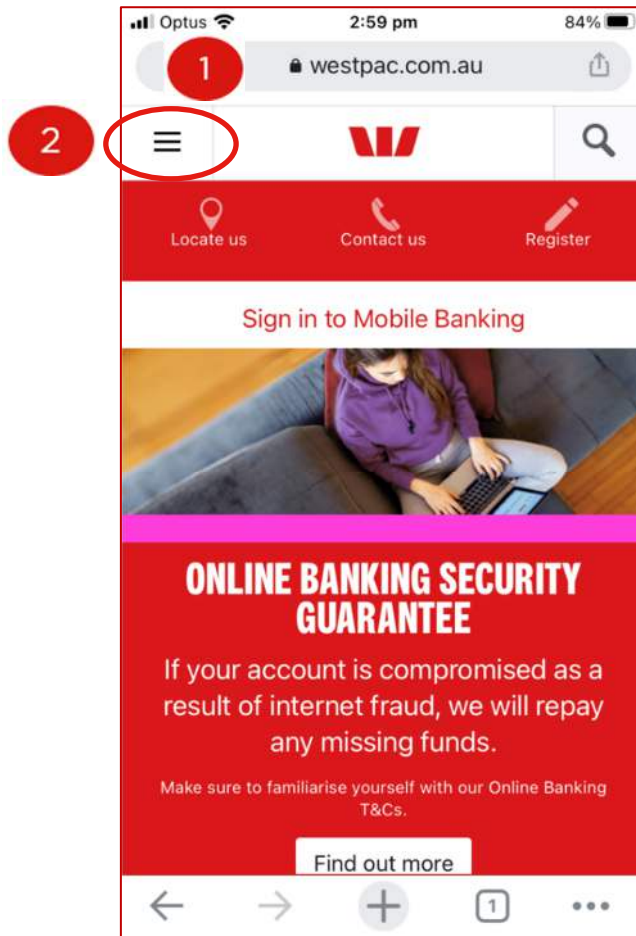 Optus 2:59 pm 84%
1 westpac.com.au
2
Locate us Contact us Register
Sign in to Mobile Banking
ONLINE BANKING SECURITY
GUARANTEE
If your account is compromised as a
result of internet fraud, we will repay
any missing funds.
Make sure to familiarise yourself with our Online Banking
T&Cs.
Find out more
1